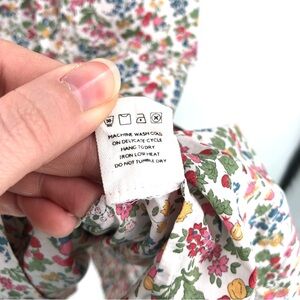 MACHINE WASH COLD
ON DELICATE CYCLE
HANG TO DRY
IRON LOW HEAT
DO NOT TUMBLE DRY